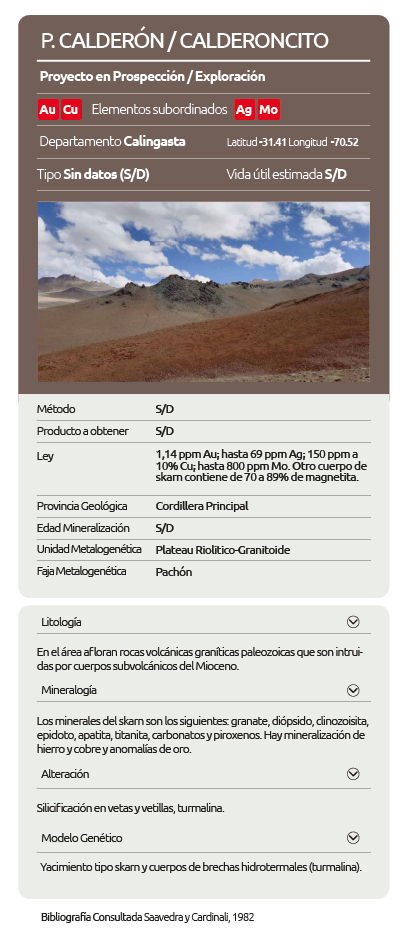 P. CALDERÓN / CALDERONCITO
Proyecto en Prospección / Exploración
Au Cu Elementos subordinados Ag Mo
Departamento Calingasta Latitud -31.41 Longitud -70.52
Tipo Sin datos (S/D) Vida útil estimada S/D
Método S/D
Producto a obtener S/D
Ley 1,14 ppm Au; hasta 69 ppm Ag; 150 ppm a
10% Cu; hasta 800 ppm Mo. Otro cuerpo de
skarn contiene de 70 a 89% de magnetita.
Provincia Geológica Cordillera Principal
Edad Mineralización S/D
Unidad Metalogenética Plateau Riolitico-Granitoide
Faja Metalogenética Pachón
Litología
En el área afloran rocas volcánicas graníticas paleozoicas que son intrui-
das por cuerpos subvolcánicos del Mioceno.
Mineralogía
Los minerales del skarn son los siguientes: granate, diópsido, clinozoisita,
epidoto, apatita, titanita, carbonatos y piroxenos. Hay mineralización de
hierro y cobre y anomalías de oro.
Alteración
Silicificación en vetas y vetillas, turmalina.
Modelo Genético
Yacimiento tipo skarn y cuerpos de brechas hidrotermales (turmalina).
Bibliografía Consultada Saavedra y Cardinali, 1982